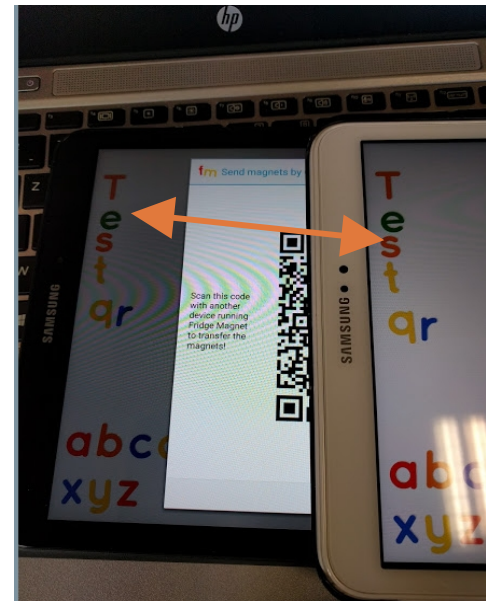 hp
Z
SAMSUNG
T
e
s
t
qr
abc
xyz
fm Send magnets by
Scan this code
with another
device running
Fridge Magnet
to transfer the
magnets!
SAMSUNG
T
e
s
t
qr
abc
xyz